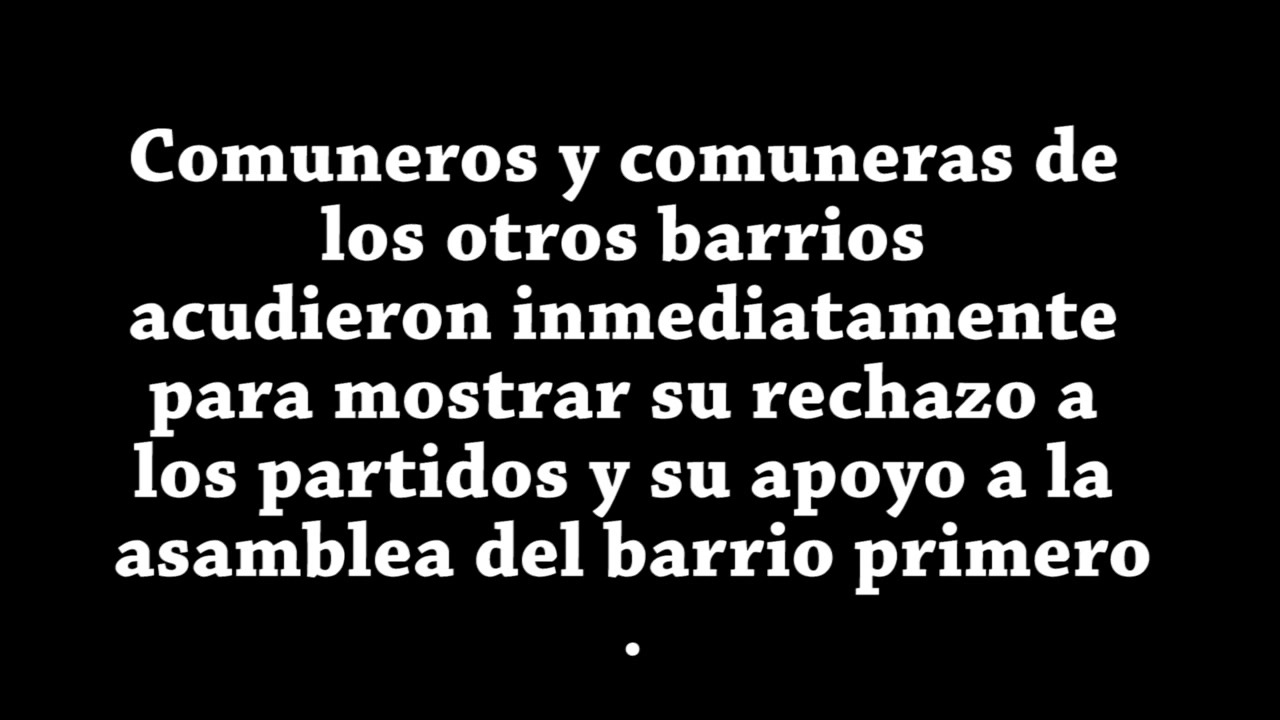 Comuneros y comuneras de
los otros barrios
acudieron inmediatamente
para mostrar su rechazo a
los partidos y su apoyo a la
asamblea del barrio primero
.